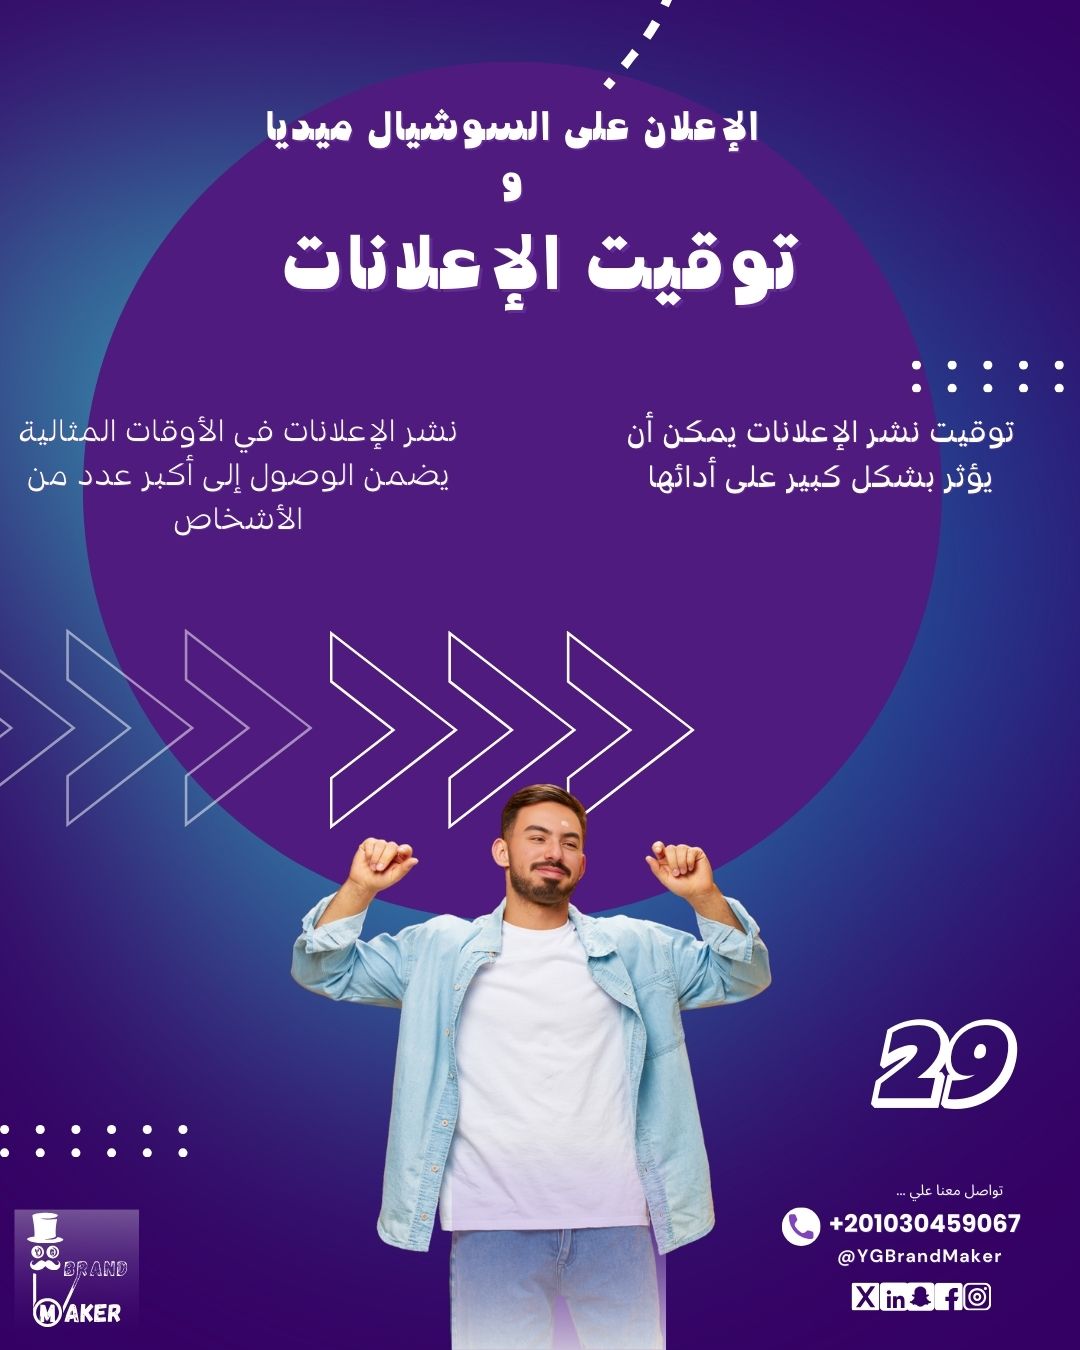 الإعلان على السوشيال ميديا
و
توقيت الإعلانات
توقيت نشر الإعلانات يمكن أن
يؤثر بشكل كبير على أدائها
نشر الإعلانات في الأوقات المثالية
يضمن الوصول إلى أكبر عدد من
الأشخاص
29
تواصل معنا علي ...
+201030459067
@YGBrandMaker
BRAND
MAKER